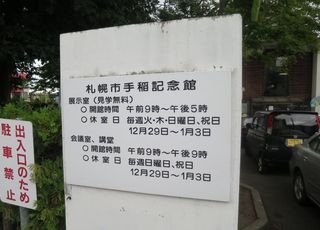 札幌市手稲記念館
展示室（見学無料）
○開館時間 午前9時～午後5時
○休室日 毎週火・木・日曜日、祝日
12月29日～1月3日
会議室、講堂
○開館時間 午前9時～午後9時
○休室日 毎週日曜日、祝日
12月29日～1月3日
出入口のため
駐車禁止